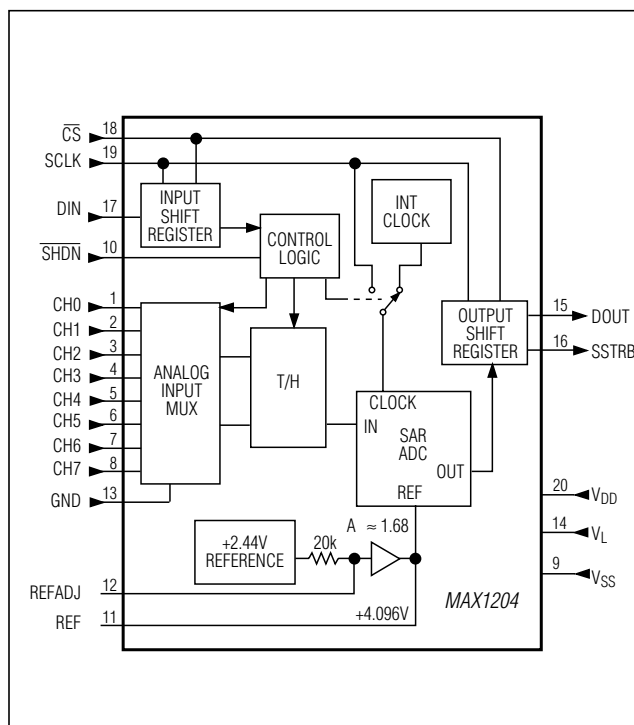 CS 18
SCLK 19
DIN 17
INPUT
SHIFT
REGISTER
SHDN 10
CONTROL
LOGIC
INT
CLOCK
CH0 1
CH1 2
CH2 3
CH3 4
CH4 5
CH5 6
CH6 7
CH7 8
GND 13
ANALOG
INPUT
MUX
T/H
CLOCK
IN
SAR
ADC
OUT
REF
OUTPUT
SHIFT
REGISTER
15 DOUT
16 SSTRB
20 VDD
14 VL
9 VSS
+2.44V
REFERENCE
20k
A ≈ 1.68
REFADJ 12
REF 11
+4.096V
MAX1204